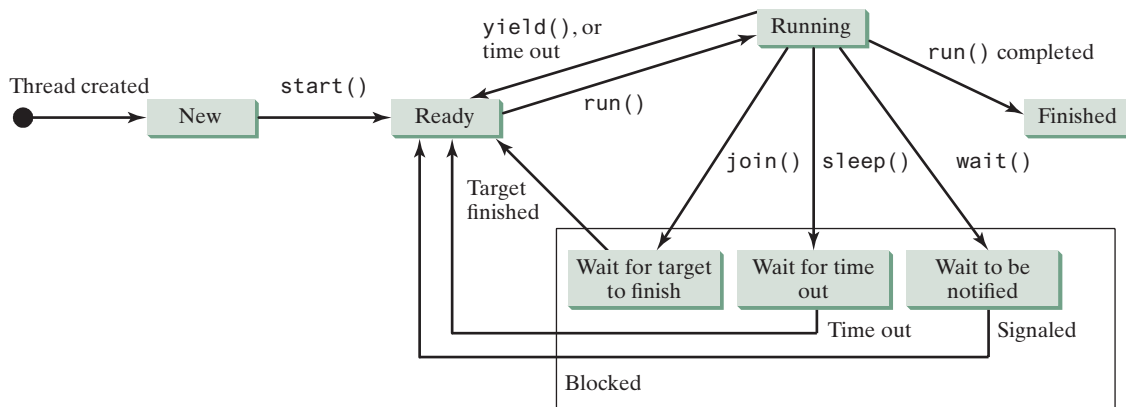 yield(), or
time out
Running
run() completed
Thread created
start()
run()
New
Ready
Finished
join()
sleep()
wait()
Target
finished
Wait for target
to finish
Wait for time
out
Wait to be
notified
Time out
Signaled
Blocked